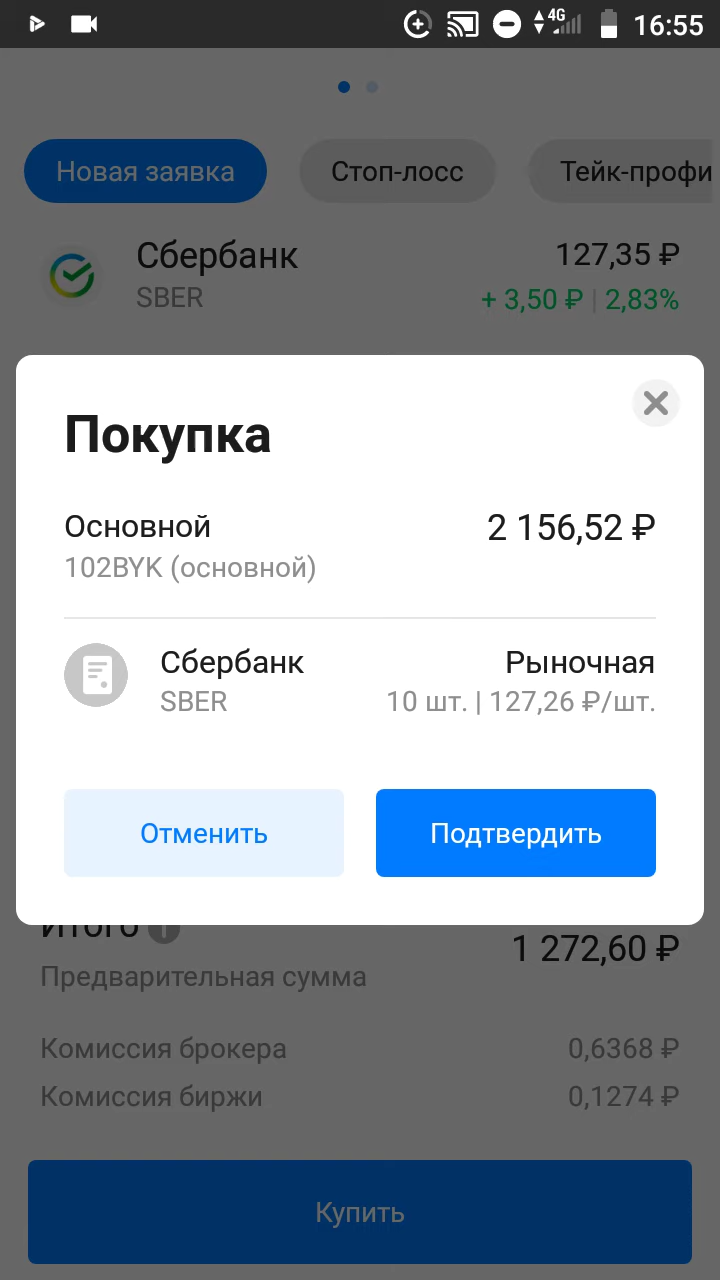 4G 16:55
Новая заявка Стоп-лосс Тейк-профи
Сбербанк 127,35 ₽
SBER + 3,50 ₽ | 2,83%
Покупка
Основной 2 156,52 ₽
102BYK (основной)
Сбербанк Рыночная
SBER 10 шт. | 127,26 ₽/шт.
Отменить Подтвердить
Итого
1 272,60 ₽
Предварительная сумма
Комиссия брокера 0,6368 ₽
Комиссия биржи 0,1274 ₽
Купить